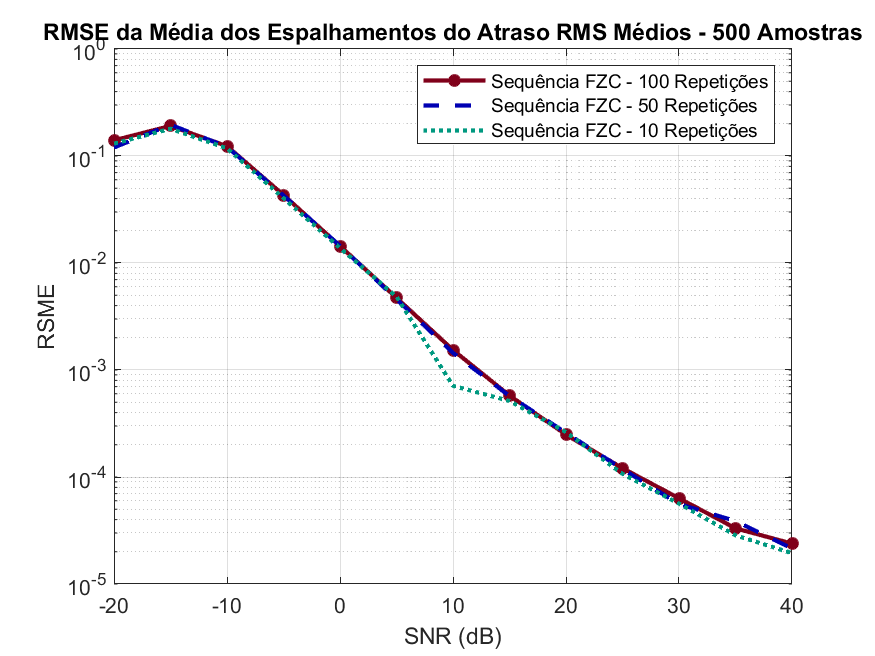 RMSE da Média dos Espalhamentos do Atraso RMS Médios - 500 Amostras
10^0
Sequência FZC - 100 Repetições
Sequência FZC - 50 Repetições
Sequência FZC - 10 Repetições
10^-1
10^-2
RSME
10^-3
10^-4
10^-5
-20 -10 0 10 20 30 40
SNR (dB)